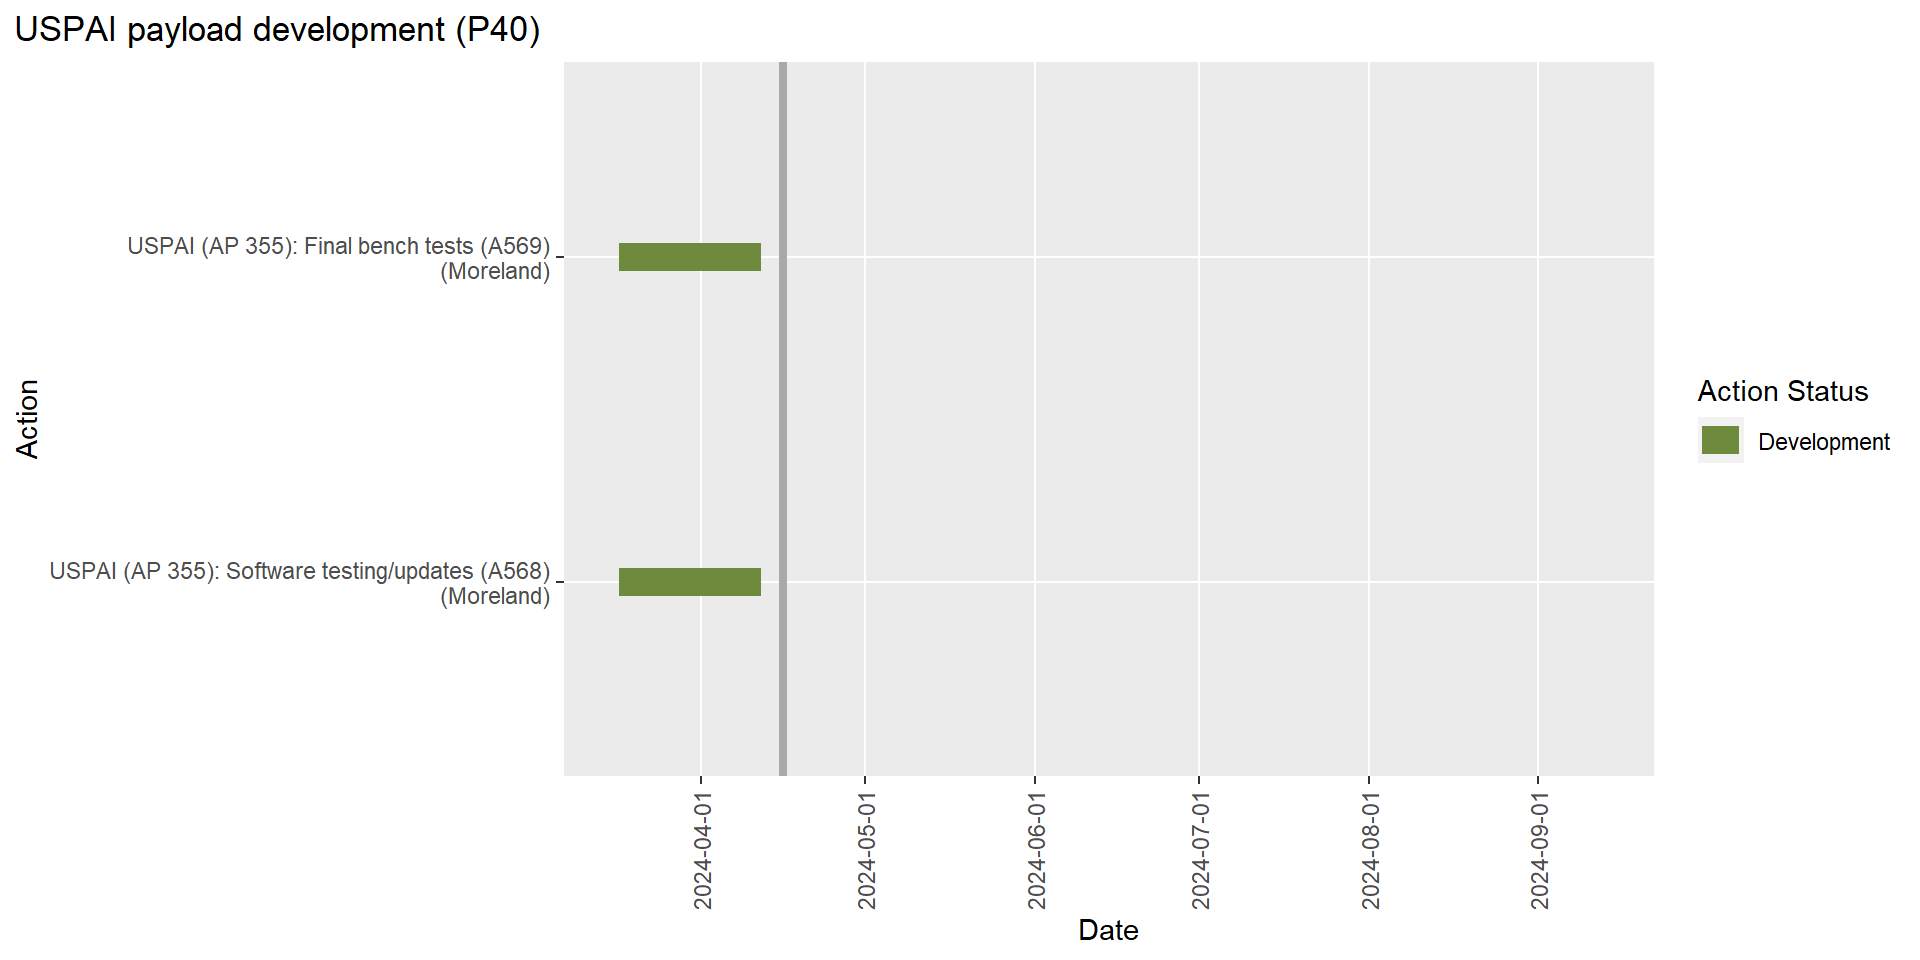 USPAI payload development (P40)
USPAI (AP 355): Final bench tests (A569)
(Moreland)
USPAI (AP 355): Software testing/updates (A568)
(Moreland)
Action
2024-04-01
2024-05-01
2024-06-01
2024-07-01
2024-08-01
2024-09-01
Date
Action Status
Development